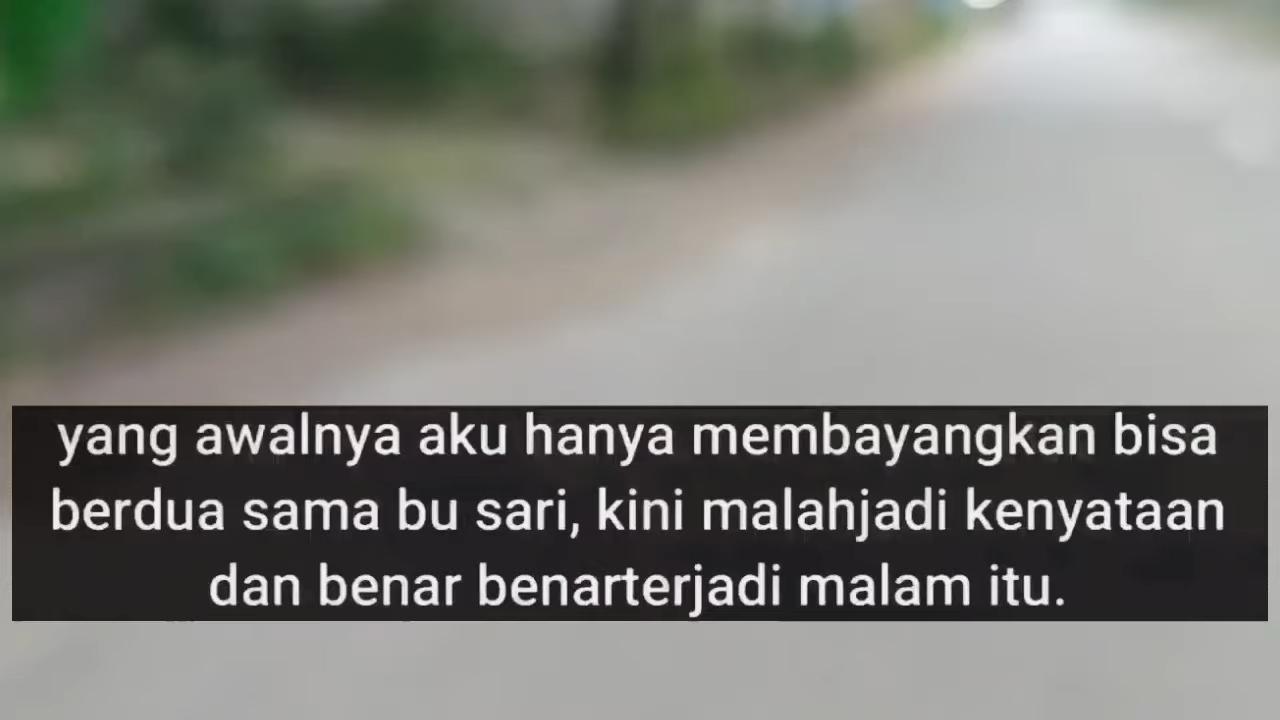 yang awalnya aku hanya membayangkan bisa
berdua sama bu sari, kini malahjadi kenyataan
dan benar benarterjadi malam itu.